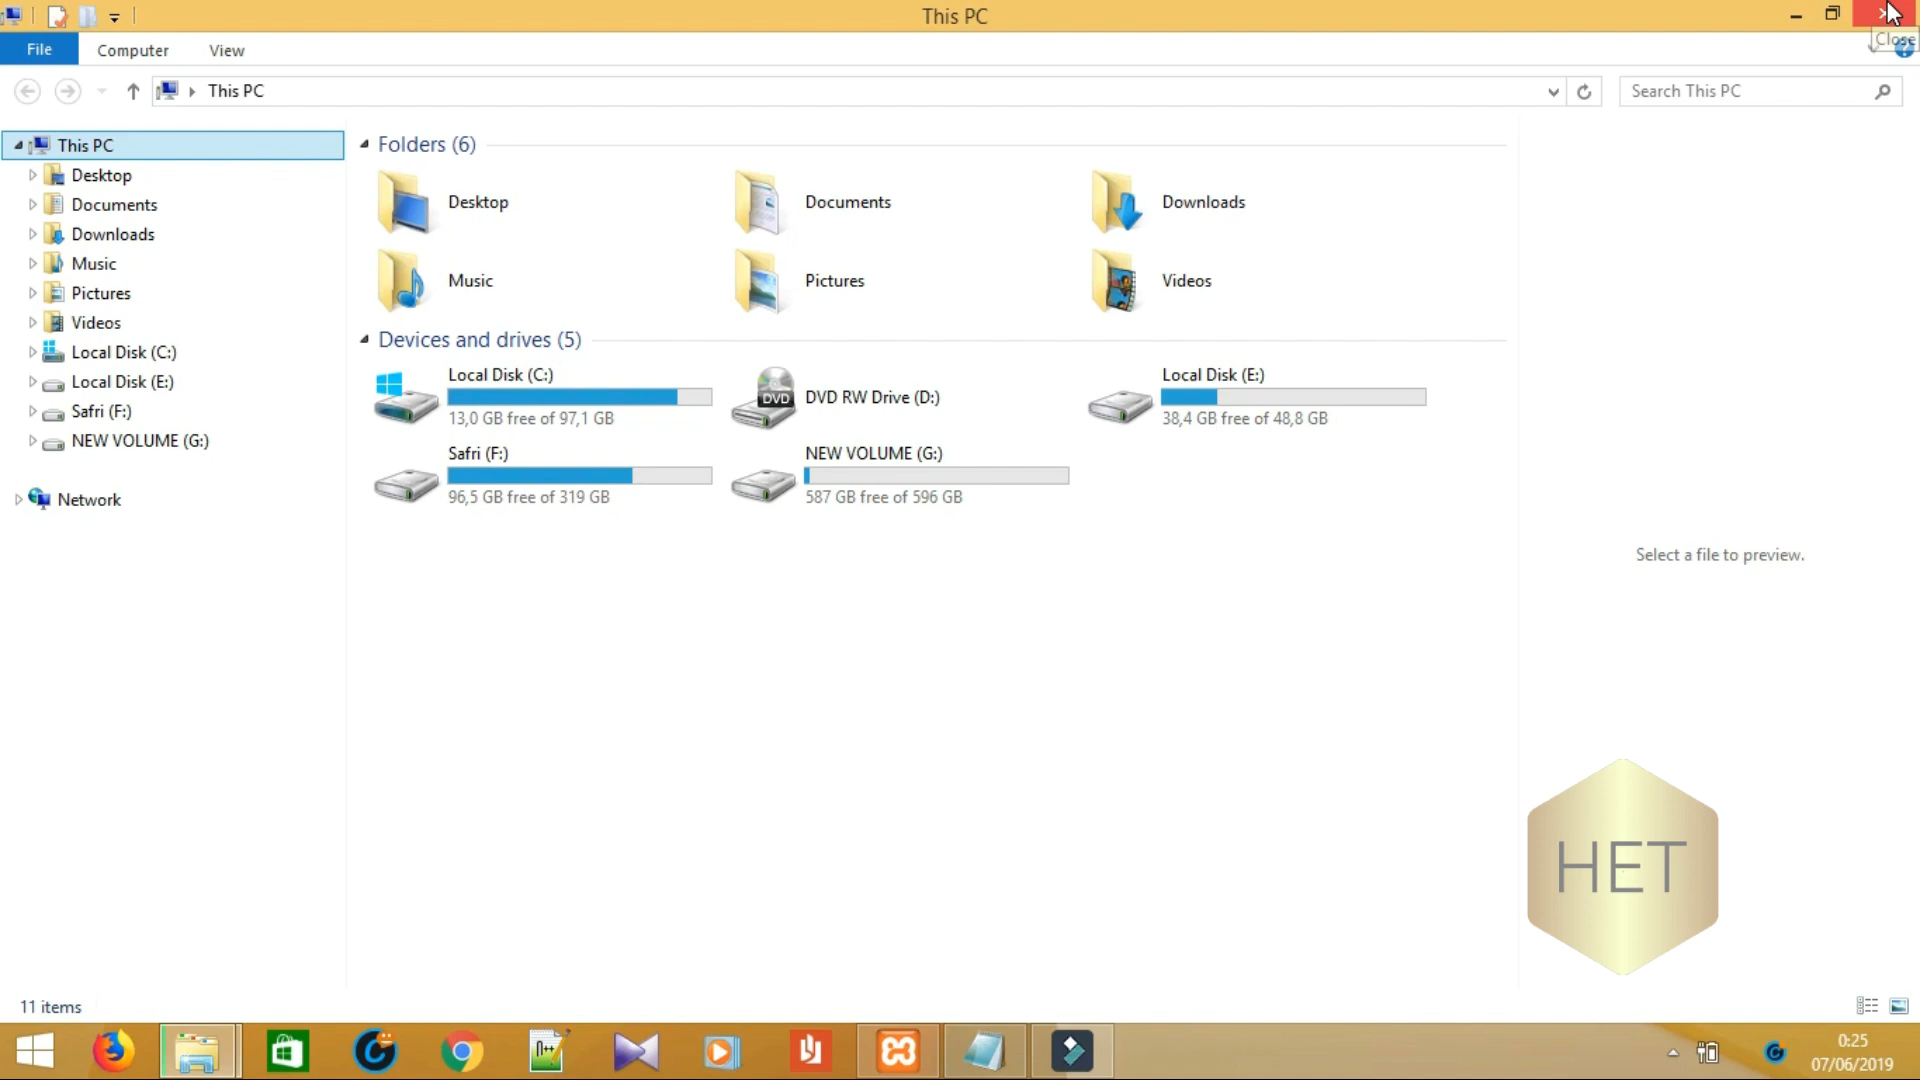 This PC
Close
File
Computer
View
This PC
Search This PC
This PC
Desktop
Documents
Downloads
Music
Pictures
Videos
Local Disk (C:)
Local Disk (E:)
Safri (F:)
NEW VOLUME (G:)
Network
Folders (6)
Desktop
Documents
Downloads
Music
Pictures
Videos
Devices and drives (5)
Local Disk (C:)
13,0 GB free of 97,1 GB
DVD
DVD RW Drive (D:)
Local Disk (E:)
38,4 GB free of 48,8 GB
Safri (F:)
96,5 GB free of 319 GB
NEW VOLUME (G:)
587 GB free of 596 GB
Select a file to preview.
HET
11 items
0:25
07/06/2019